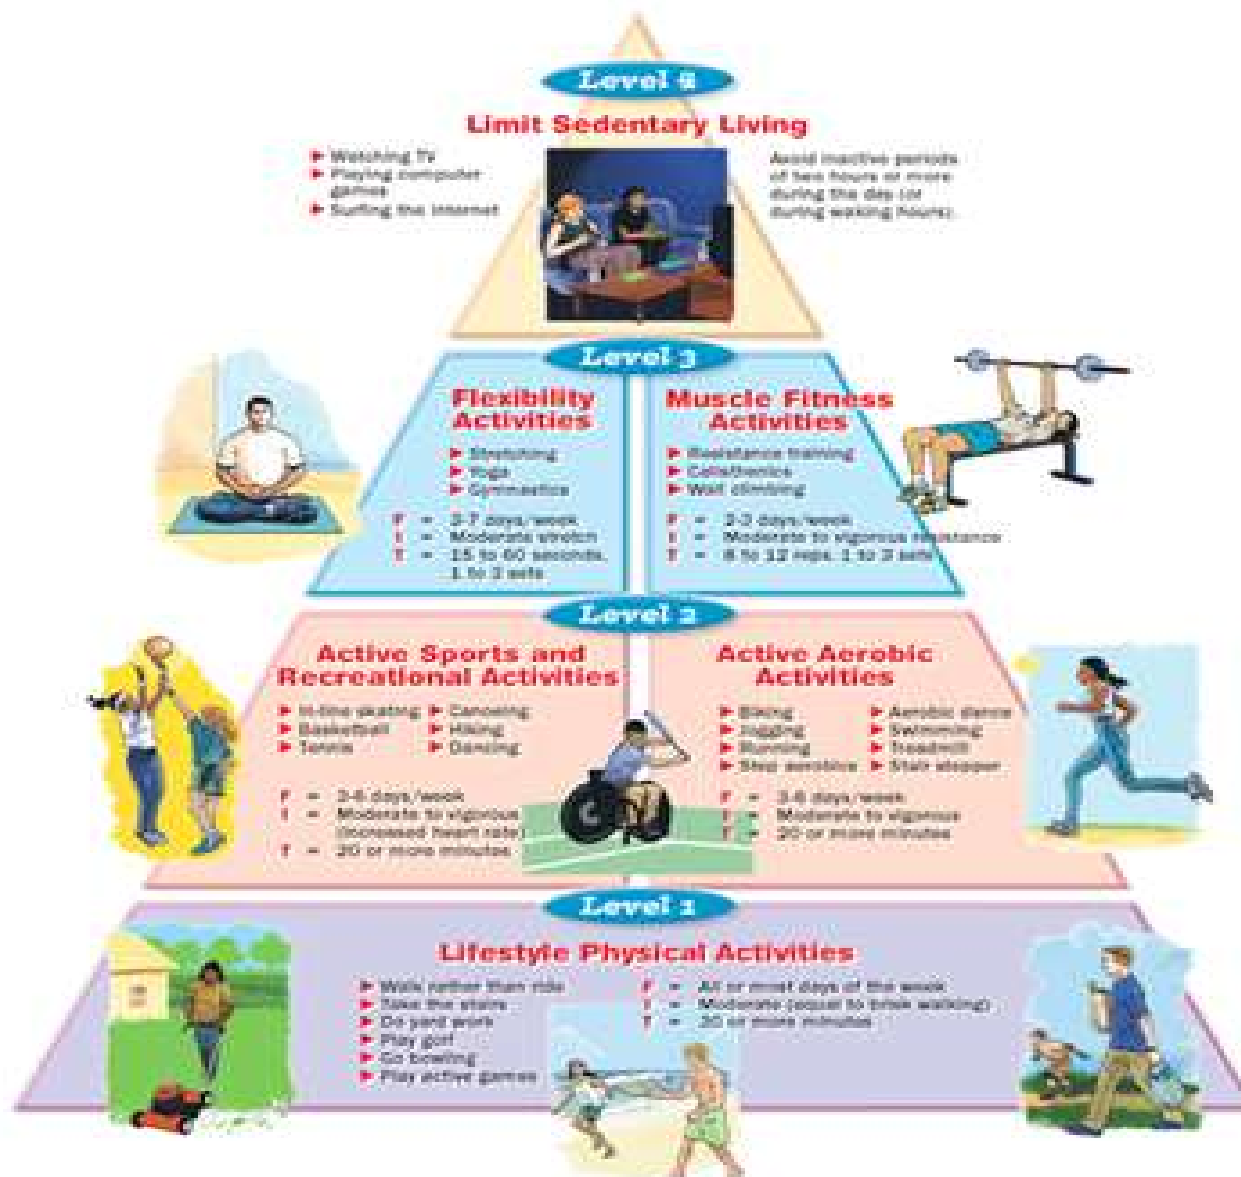 Level 4
Limit Sedentary Living
Watching TV
Playing computer
games
Surfing the Internet
Avoid inactive periods
of two hours or more
during the day (or
during waking hours).
Level 3
Flexibility
Activities
Stretching
Yoga
Gymnastics
F = 3-7 days/week
I = Moderate stretch
T = 15 to 60 seconds,
1 to 3 sets
Muscle Fitness
Activities
Resistance training
Calisthenics
Wall climbing
F = 2-3 days/week
I = Moderate to vigorous resistance
T = 8 to 12 reps, 1 to 3 sets
Level 2
Active Sports and
Recreational Activities
In-line skating
Basketball
Tennis
Canoeing
Hiking
Dancing
F = 3-6 days/week
I = Moderate to vigorous
(increased heart rate)
T = 20 or more minutes
Active Aerobic
Activities
Biking
Jogging
Running
Step aerobics
Aerobic dance
Swimming
Treadmill
Stair stepper
F = 3-6 days/week
I = Moderate to vigorous
T = 20 or more minutes
Level 1
Lifestyle Physical Activities
Walk rather than ride
Take the stairs
Do yard work
Play golf
Go bowling
Play active games
F = All or most days of the week
I = Moderate (equal to brisk walking)
T = or more minutes